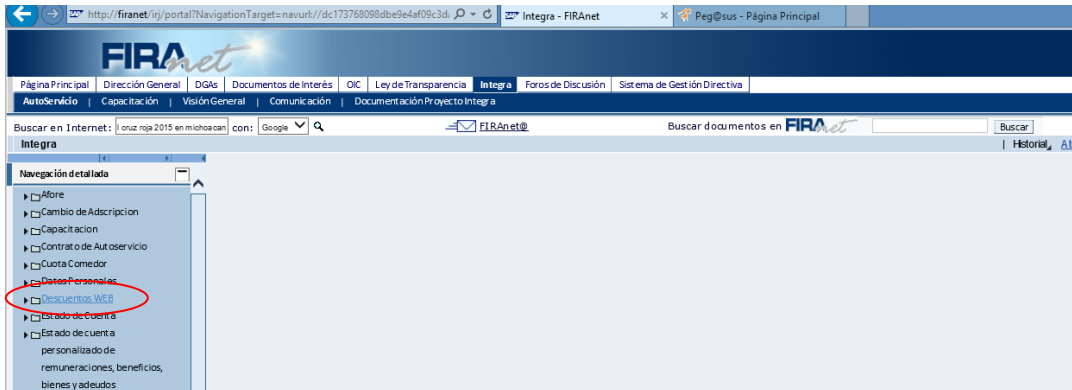 http://firanet/irj/portal?NavigationTarget=navurl://dc173768098dbe9e4af09c3d
Integra - FIRAnet
Peg@sus - Página Principal
FIRAnet
Página Principal Dirección General DGAs Documentos de Interés OIC Ley de Transparencia Integra Foros de Discusión Sistema de Gestión Directiva
AutoServicio | Capacitación | Visión General | Comunicación | Documentación Proyecto Integra
Buscar en Internet: l cruz roja 2015 en michoacan con: Google FIRAnet@ Buscar documentos en FIRAnet Buscar
Integra | Historial At
Navegación detallada
Afore
Cambio de Adscripcion
Capacitacion
Contrato de Autoservicio
Cuota Comedor
Datos Personales
Descuentos WEB
Estado de Cuenta
Estado de cuenta
personalizado de
remuneraciones, beneficios,
bienes y adeudos